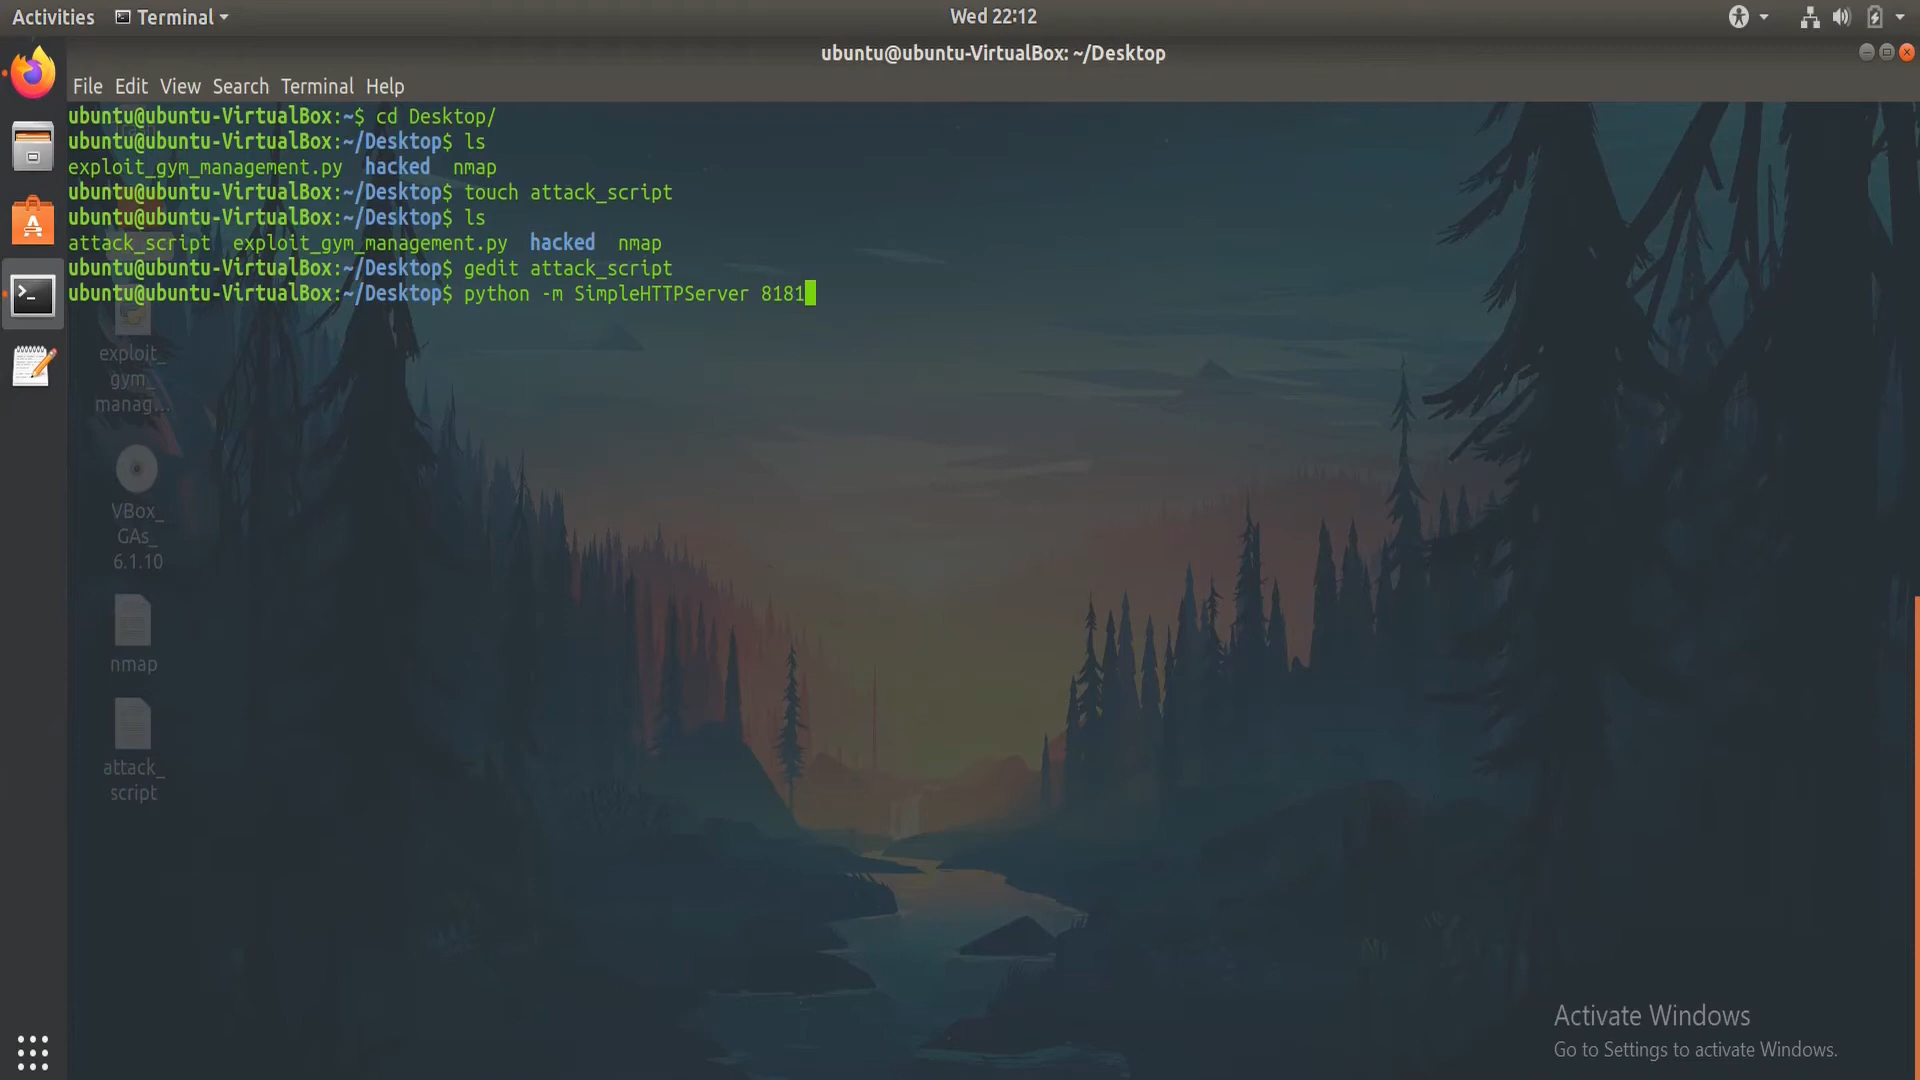 Activities Terminal Wed 22:12
ubuntu@ubuntu-VirtualBox: ~/Desktop
File Edit View Search Terminal Help
ubuntu@ubuntu-VirtualBox:~$ cd Desktop/
ubuntu@ubuntu-VirtualBox:~/Desktop$ ls
exploit_gym_management.py hacked nmap
ubuntu@ubuntu-VirtualBox:~/Desktop$ touch attack_script
ubuntu@ubuntu-VirtualBox:~/Desktop$ ls
attack_script exploit_gym_management.py hacked nmap
ubuntu@ubuntu-VirtualBox:~/Desktop$ gedit attack_script
ubuntu@ubuntu-VirtualBox:~/Desktop$ python -m SimpleHTTPServer 8181
exploit_
gym_
manag...
VBox_
GAs_
6.1.10
nmap
attack_
script
Activate Windows
Go to Settings to activate Windows.